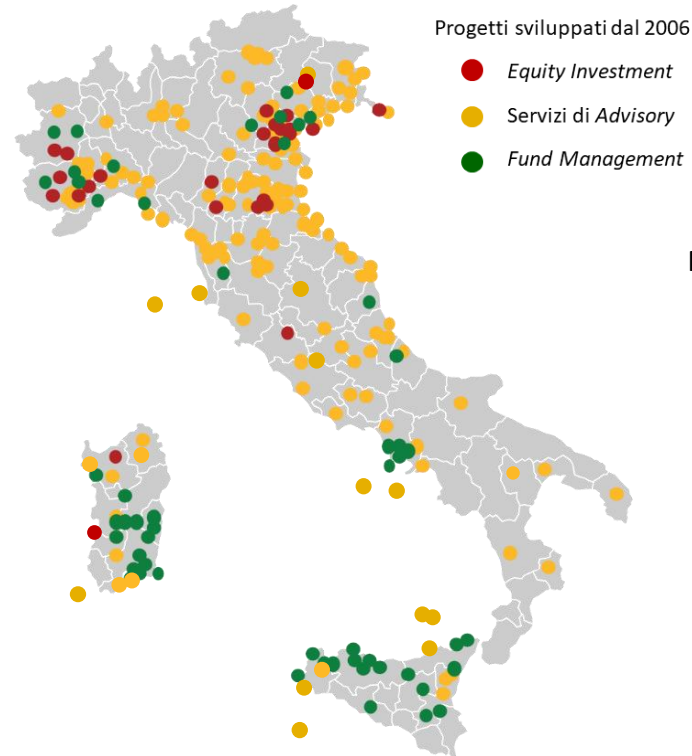 Progetti sviluppati dal 2006
Equity Investment
Servizi di Advisory
Fund Management